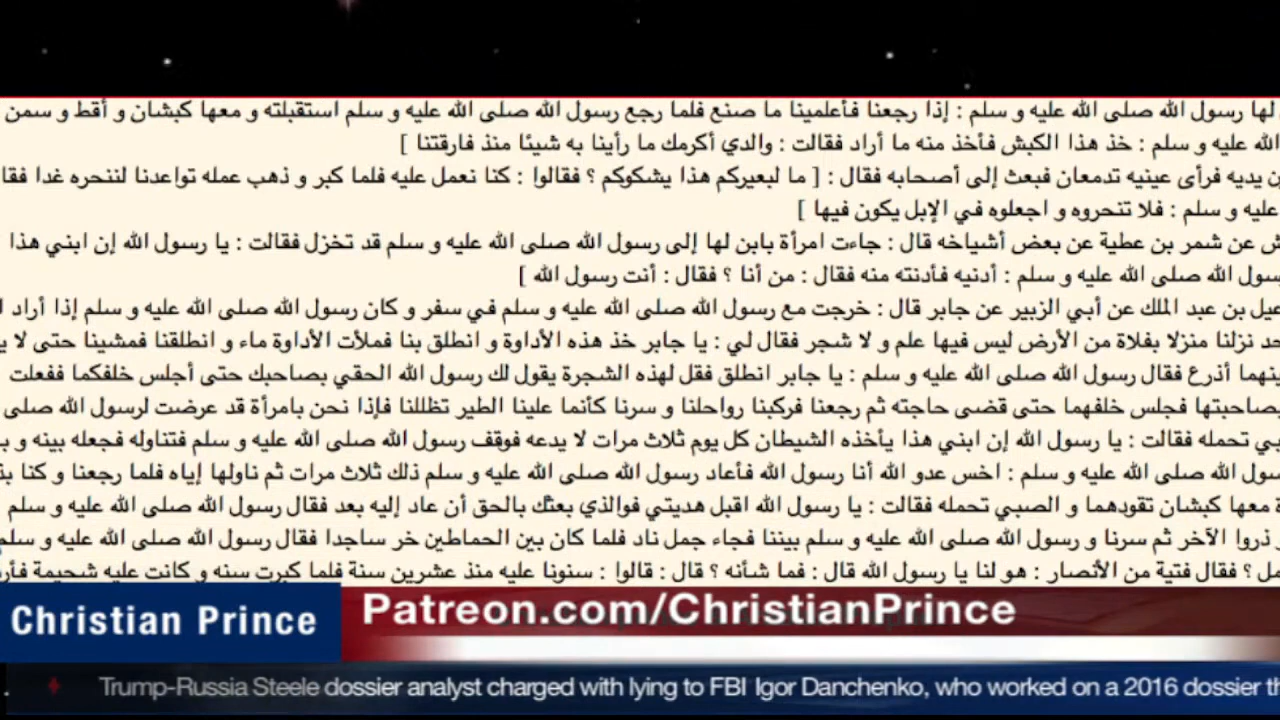 لها رسول الله صلى الله عليه و سلم : إذا رجعنا فأعلمينا ما صنع فلما رجع رسول الله صلى الله عليه و سلم استقبلته و معها كبشان و أقط و سمن
الله عليه و سلم : خذ هذا الكبش فأخذ منه ما أراد فقالت : والدي أكرمك ما رأينا به شيئا منذ فارقتنا ]
ن يديه فرأى عينيه تدمعان فبعث إلى أصحابه فقال : [ ما لبعيركم هذا يشكوكم ؟ فقالوا : كنا نعمل عليه فلما كبر و ذهب عمله تواعدنا لننحره غدا فقا
عليه و سلم : فلا تنحروه و اجعلوه في الإبل يكون فيها ]
ش عن شمر بن عطية عن بعض أشياخه قال : جاءت امرأة بابن لها إلى رسول الله صلى الله عليه و سلم قد تخزل فقالت : يا رسول الله إن ابني هذا
سول الله صلى الله عليه و سلم : أدنيه فأدنته منه فقال : من أنا ؟ فقال : أنت رسول الله ]
عيل بن عبد الملك عن أبي الزبير عن جابر قال : خرجت مع رسول الله صلى الله عليه و سلم في سفر و كان رسول الله صلى الله عليه و سلم إذا أراد ا
حد نزلنا منزلا بفلاة من الأرض ليس فيها علم و لا شجر فقال لي : يا جابر خذ هذه الأداوة و انطلق بنا فملأت الأداوة ماء و انطلقنا فمشينا حتى لا ي
ينهما أذرع فقال رسول الله صلى الله عليه و سلم : يا جابر انطلق فقل لهذه الشجرة يقول لك رسول الله الحقي بصاحبك حتى أجلس خلفكما ففعلت
بصاحبتها فجلس خلفهما حتى قضى حاجته ثم رجعنا فركبنا رواحلنا و سرنا كأنما علينا الطير تظللنا فإذا نحن بامرأة قد عرضت لرسول الله صلى
بي تحمله فقالت : يا رسول الله إن ابني هذا يأخذه الشيطان كل يوم ثلاث مرات لا يدعه فوقف رسول الله صلى الله عليه و سلم فتناوله فجعله بينه و ب
سول الله صلى الله عليه و سلم : اخس عدو الله أنا رسول الله فأعاد رسول الله صلى الله عليه و سلم ذلك ثلاث مرات ثم ناولها إياه فلما رجعنا و كنا بذ
ة معها كبشان تقودهما و الصبي تحمله فقالت : يا رسول الله اقبل هديتي فوالذي بعثك بالحق أن عاد إليه بعد فقال رسول الله صلى الله عليه و سلم
و ذروا الآخر ثم سرنا و رسول الله صلى الله عليه و سلم بيننا فجاء جمل ناد فلما كان بين الحماطين خر ساجدا فقال رسول الله صلى الله عليه و سلم
مل ؟ فقال فتية من الأنصار : هو لنا يا رسول الله قال : فما شأنه ؟ قال : قالوا : سنونا عليه منذ عشرين سنة فلما كبرت سنه و كانت عليه شحيمة فأر
Christian Prince
Patreon.com/ChristianPrince
Trump-Russia Steele dossier analyst charged with lying to FBI Igor Danchenko, who worked on a 2016 dossier th